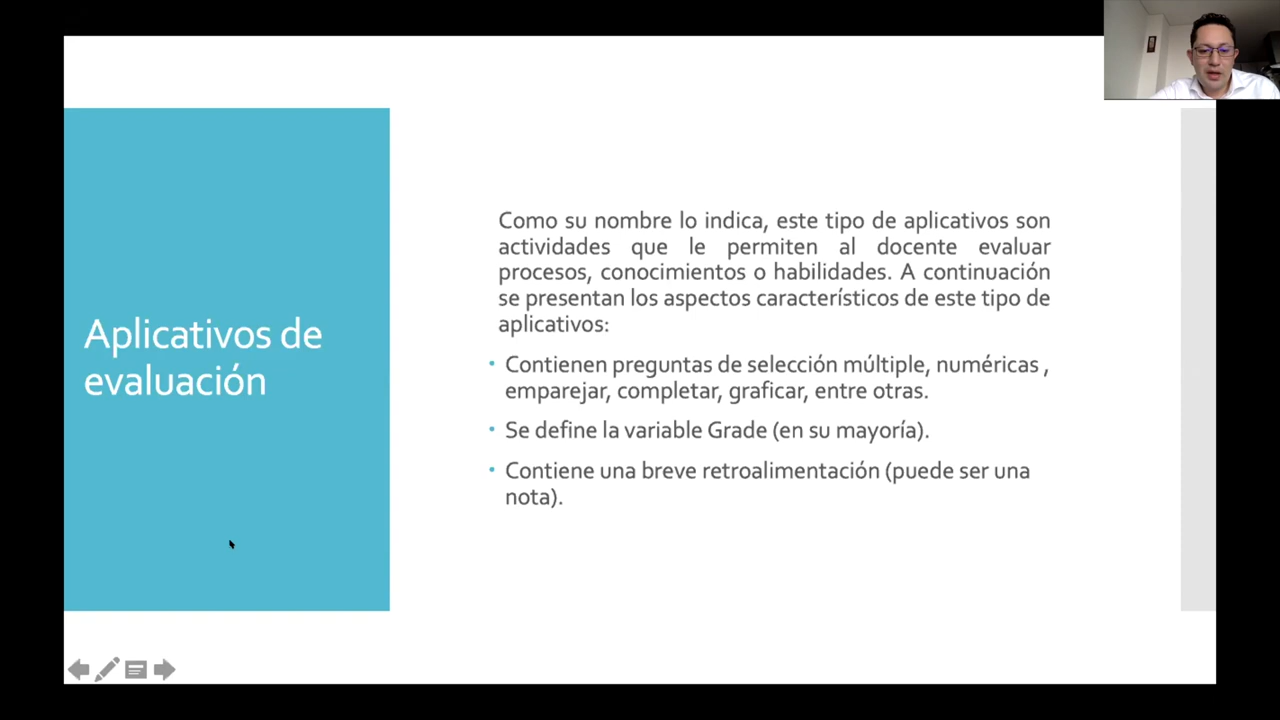 Aplicativos de
evaluación
Como su nombre lo indica, este tipo de aplicativos son
actividades que le permiten al docente evaluar
procesos, conocimientos o habilidades. A continuación
se presentan los aspectos característicos de este tipo de
aplicativos:
• Contienen preguntas de selección múltiple, numéricas ,
emparejar, completar, graficar, entre otras.
• Se define la variable Grade (en su mayoría).
• Contiene una breve retroalimentación (puede ser una
nota).